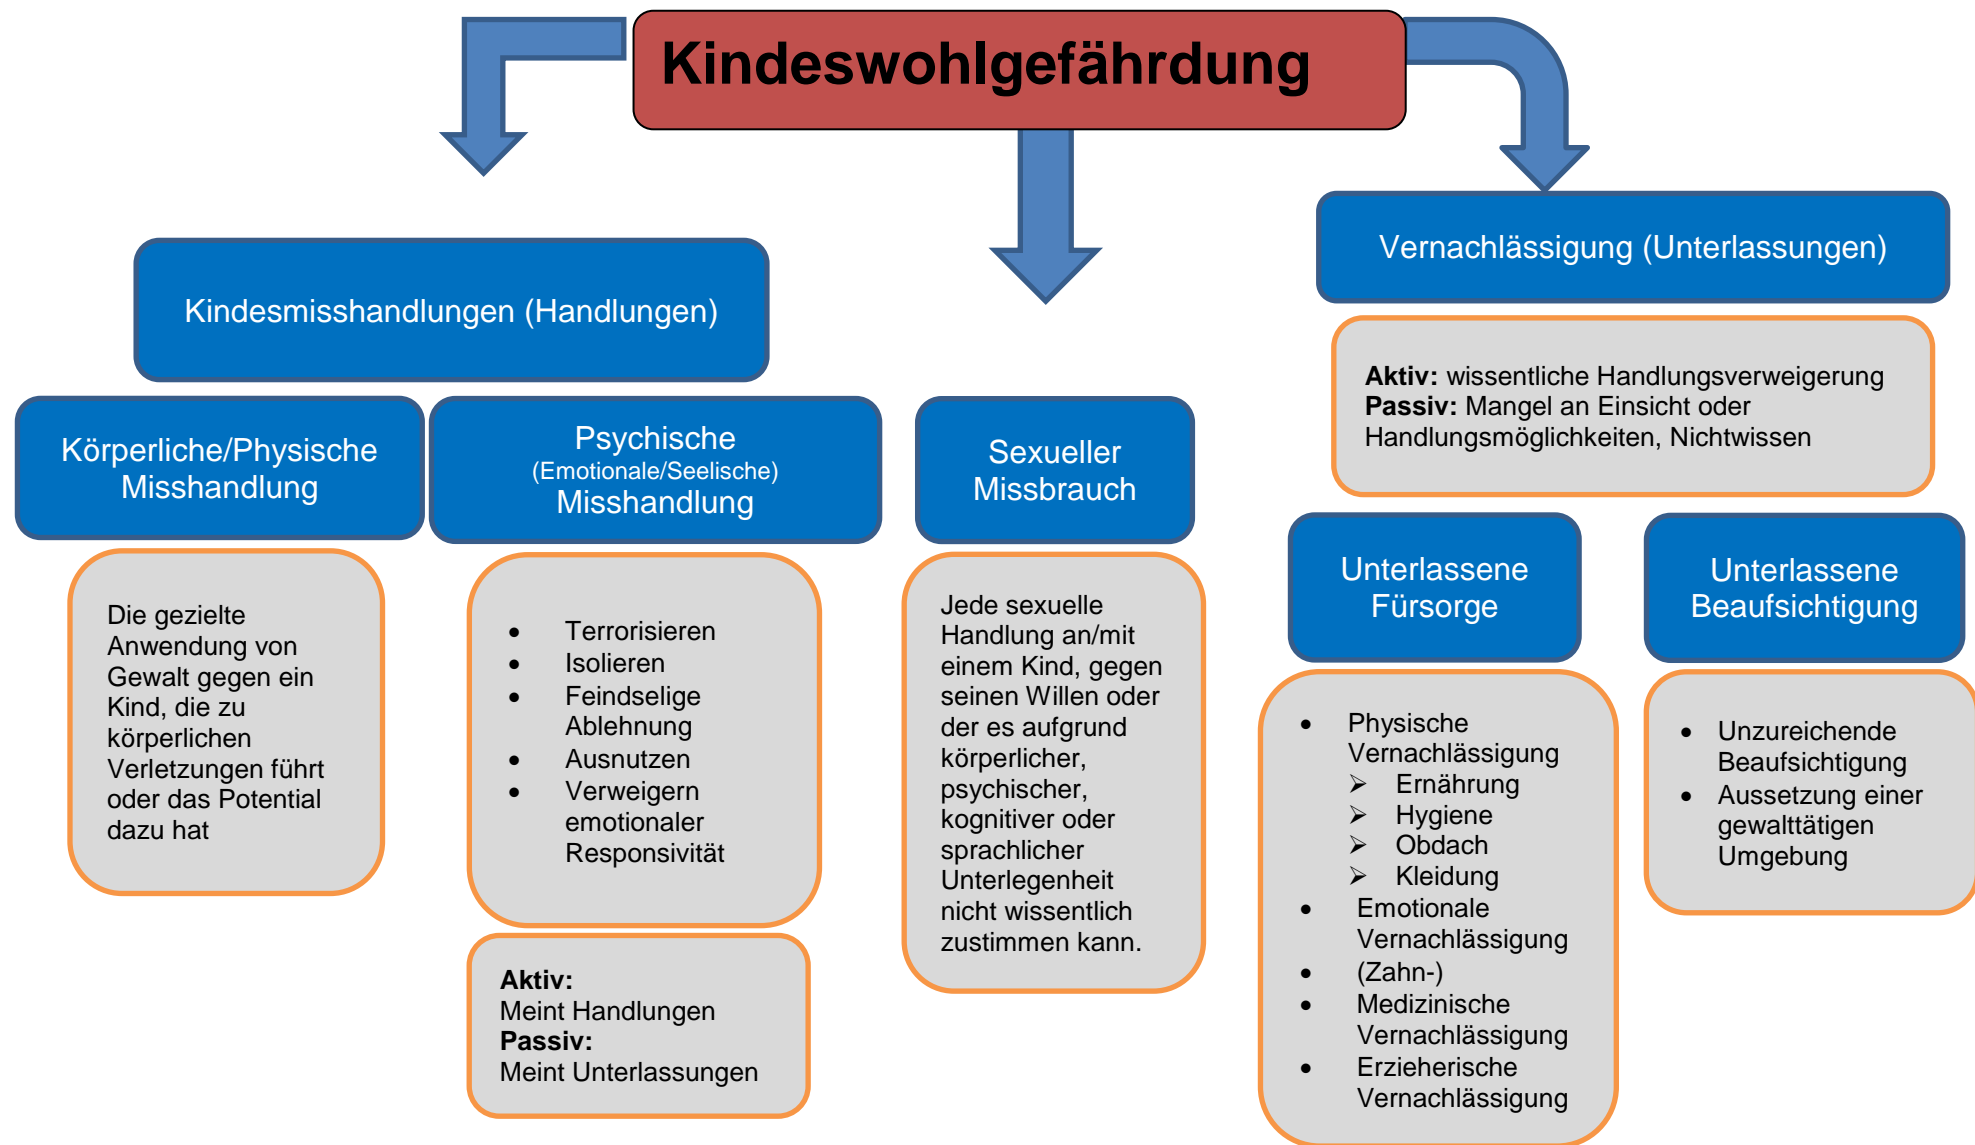 Kindeswohlgefährdung
Kindesmisshandlungen (Handlungen)
Körperliche/Physische
Misshandlung
Die gezielte
Anwendung von
Gewalt gegen ein
Kind, die zu
körperlichen
Verletzungen führt
oder das Potential
dazu hat
Psychische
(Emotionale/Seelische)
Misshandlung
• Terrorisieren
• Isolieren
• Feindselige
Ablehnung
• Ausnutzen
• Verweigern
emotionaler
Responsivität
Aktiv:
Meint Handlungen
Passiv:
Meint Unterlassungen
Sexueller
Missbrauch
Jede sexuelle
Handlung an/mit
einem Kind, gegen
seinen Willen oder
der es aufgrund
körperlicher,
psychischer,
kognitiver oder
sprachlicher
Unterlegenheit
nicht wissentlich
zustimmen kann.
Vernachlässigung (Unterlassungen)
Aktiv: wissentliche Handlungsverweigerung
Passiv: Mangel an Einsicht oder
Handlungsmöglichkeiten, Nichtwissen
Unterlassene
Fürsorge
• Physische
Vernachlässigung
➢ Ernährung
➢ Hygiene
➢ Obdach
➢ Kleidung
• Emotionale
Vernachlässigung
• (Zahn-)
• Medizinische
Vernachlässigung
• Erzieherische
Vernachlässigung
Unterlassene
Beaufsichtigung
• Unzureichende
Beaufsichtigung
• Aussetzung einer
gewalttätigen
Umgebung